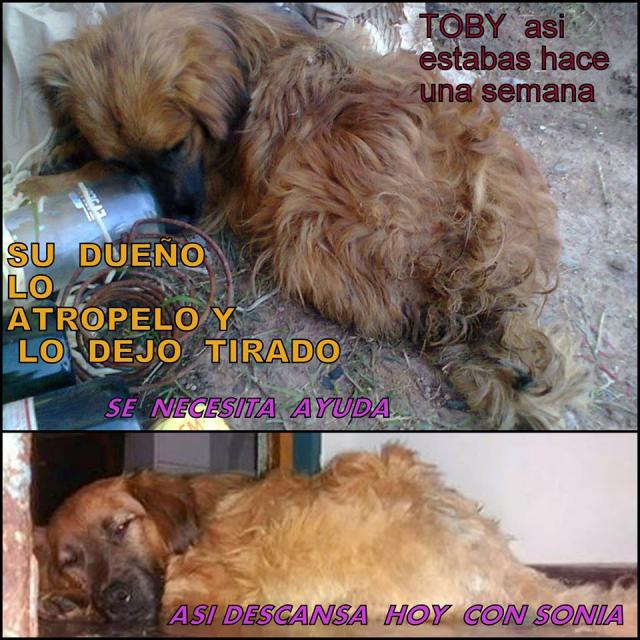 TOBY asi
estabas hace
una semana
SU DUEÑO
LO
ATROPELO Y
LO DEJO TIRADO
SE NECESITA AYUDA
ASI DESCANSA HOY CON SONIA